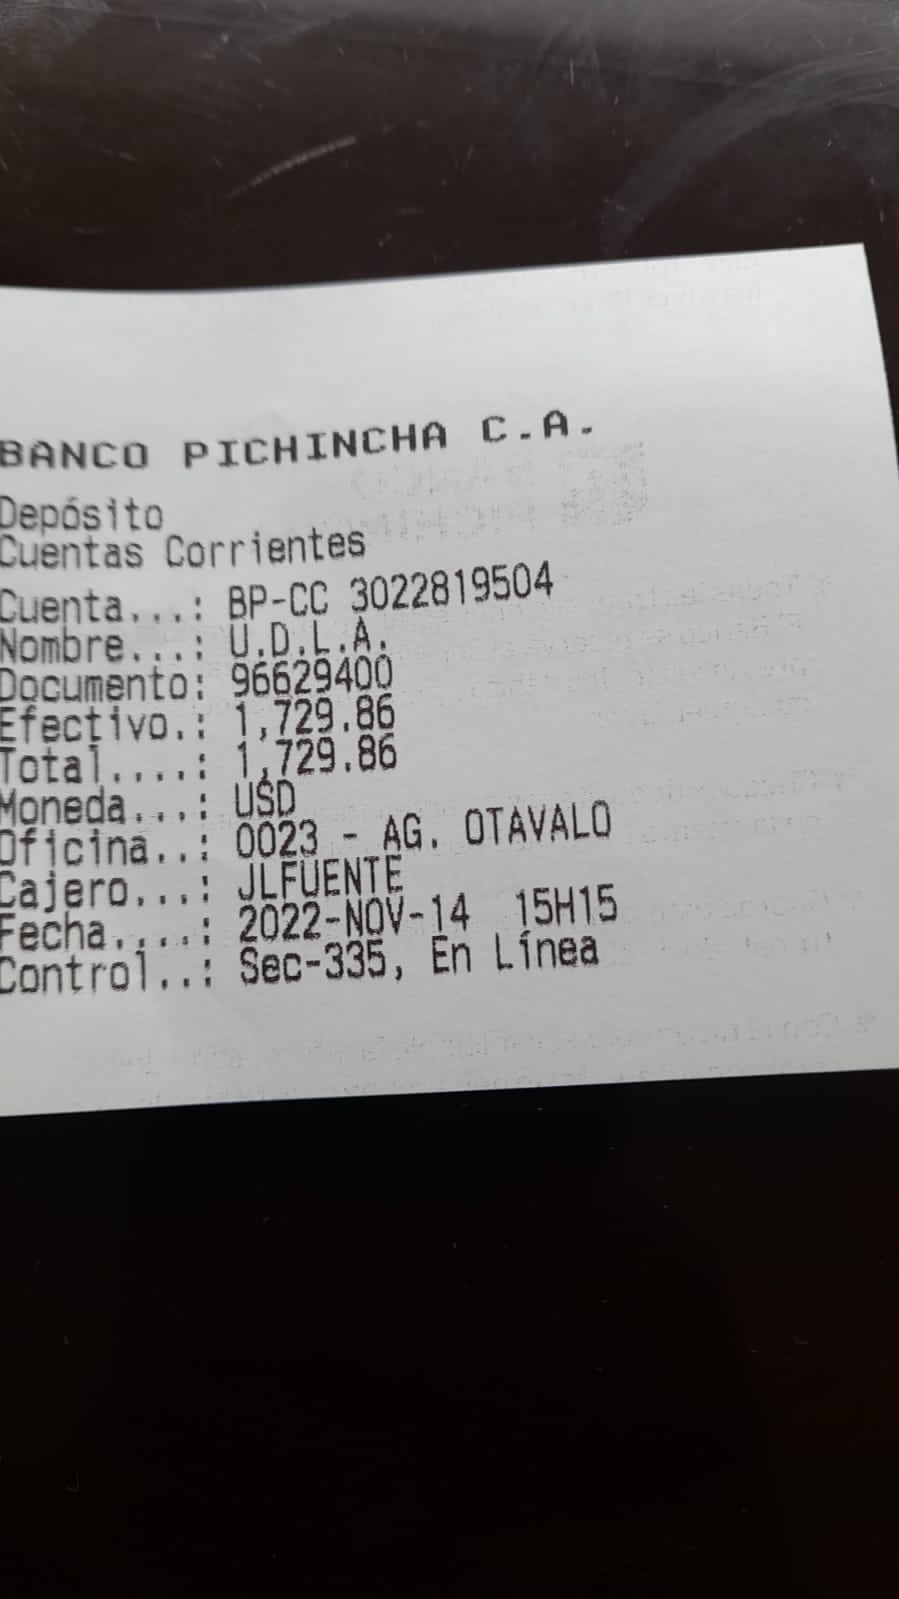 BANCO PICHINCHA C.A.
Depósito
Cuentas Corrientes
Cuenta...: BP-CC 3022819504
Nombre...: U.D.L.A.
Documento: 96629400
Efectivo.: 1,729.86
Total....: 1,729.86
Moneda...: USD
Oficina..: 0023 - AG. OTAVALO
Cajero...: JLFUENTE
Fecha....: 2022-NOV-14 15H15
Control..: Sec-335, En Línea